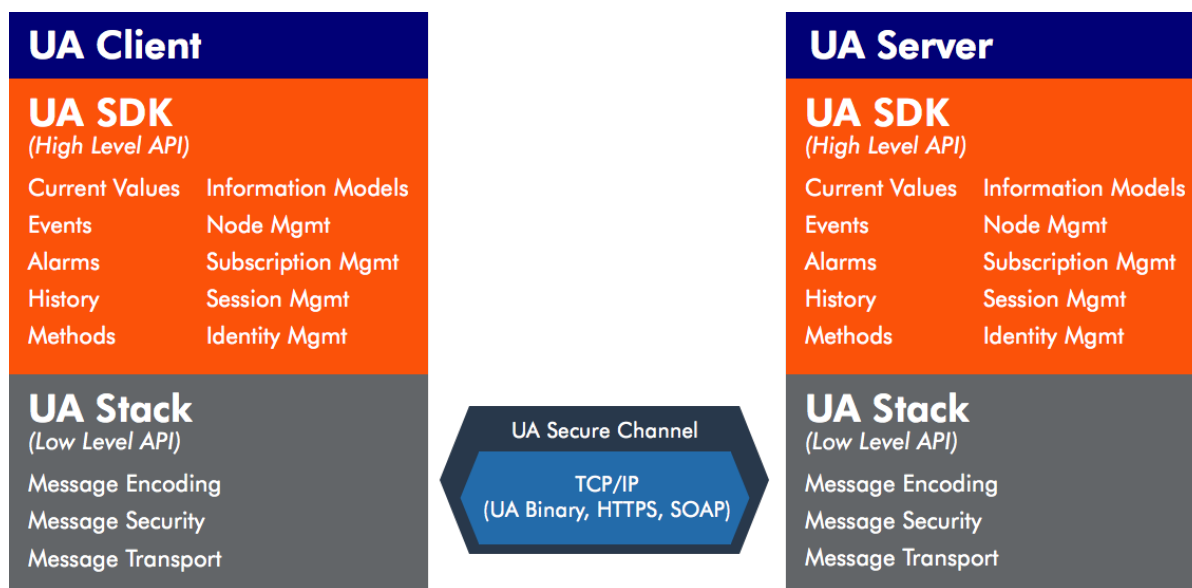 UA Client
UA SDK
(High Level API)
Current Values Information Models
Events Node Mgmt
Alarms Subscription Mgmt
History Session Mgmt
Methods Identity Mgmt
UA Stack
(Low Level API)
Message Encoding
Message Security
Message Transport
UA Secure Channel
TCP/IP
(UA Binary, HTTPS, SOAP)
UA Server
UA SDK
(High Level API)
Current Values Information Models
Events Node Mgmt
Alarms Subscription Mgmt
History Session Mgmt
Methods Identity Mgmt
UA Stack
(Low Level API)
Message Encoding
Message Security
Message Transport